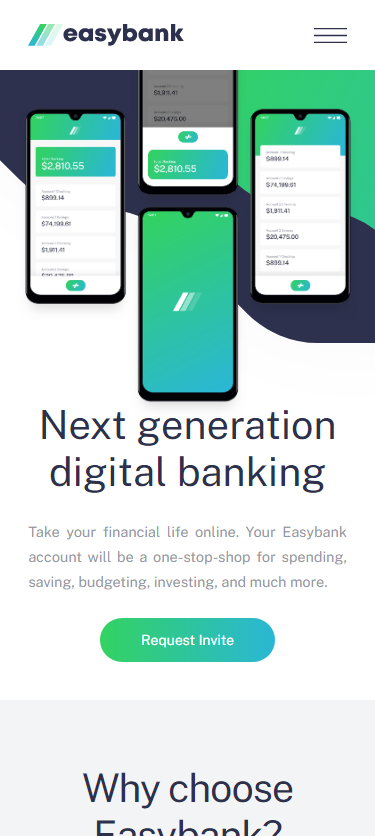 easybank
$1,911.41
$20,475.00
$2,810.55
$899.14
$74,199.61
$1,911.41
$2,810.55
$899.14
$74,199.61
$1,911.41
$20,475.00
$899.14
Next generation
digital banking
Take your financial life online. Your Easybank
account will be a one-stop-shop for spending,
saving, budgeting, investing, and much more.
Request Invite
Why choose
Easybank?